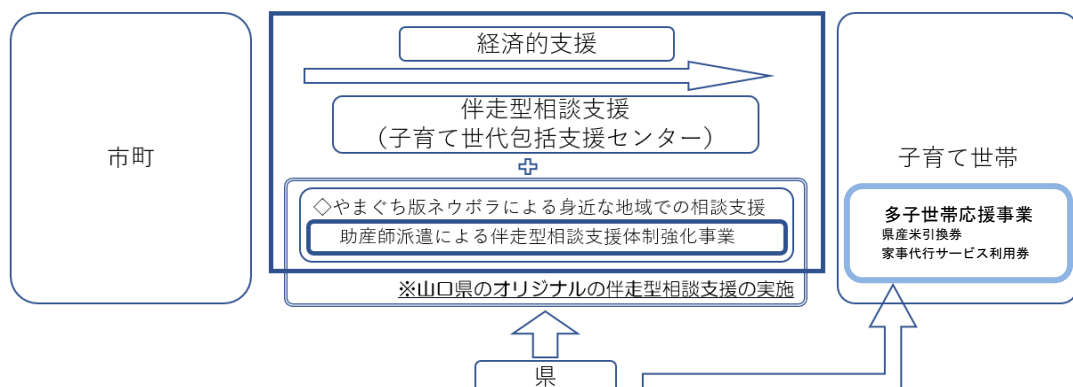 経済的支援
伴走型相談支援
（子育て世代包括支援センター）
市町
子育て世帯
◇やまぐち版ネウボラによる身近な地域での相談支援
助産師派遣による伴走型相談支援体制強化事業
※山口県のオリジナルの伴走型相談支援の実施
多子世帯応援事業
県産米引換券
家事代行サービス利用券
県